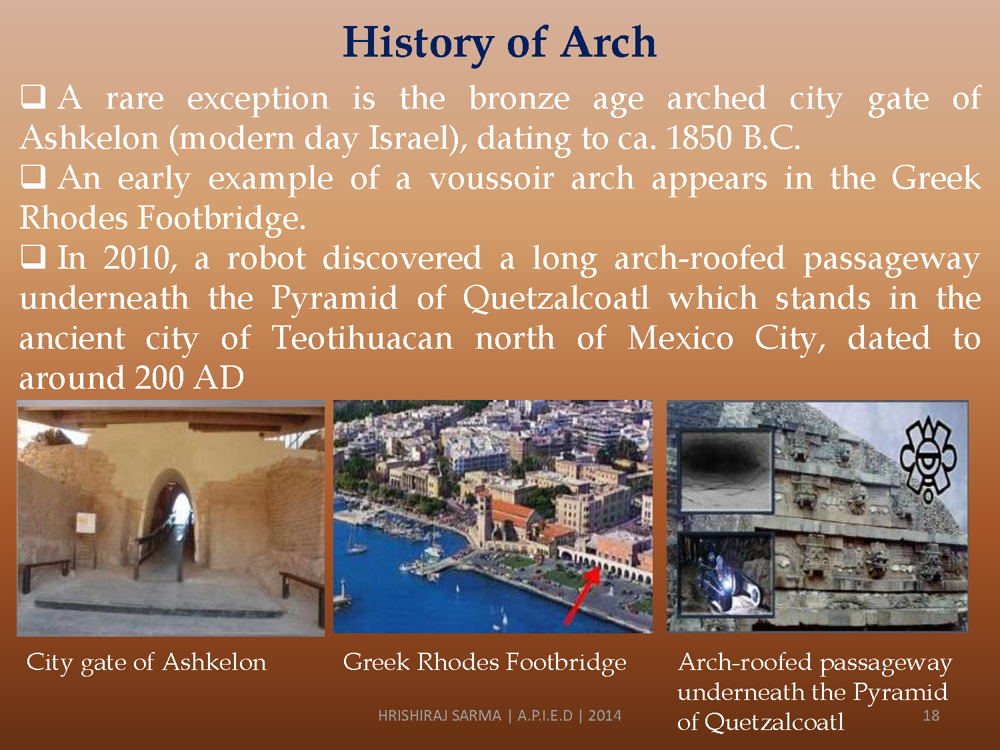 History of Arch
❑ A rare exception is the bronze age arched city gate of
Ashkelon (modern day Israel), dating to ca. 1850 B.C.
❑ An early example of a voussoir arch appears in the Greek
Rhodes Footbridge.
❑ In 2010, a robot discovered a long arch-roofed passageway
underneath the Pyramid of Quetzalcoatl which stands in the
ancient city of Teotihuacan north of Mexico City, dated to
around 200 AD
City gate of Ashkelon
Greek Rhodes Footbridge
Arch-roofed passageway
underneath the Pyramid
of Quetzalcoatl
HRISHIRAJ SARMA | A.P.I.E.D | 2014
18